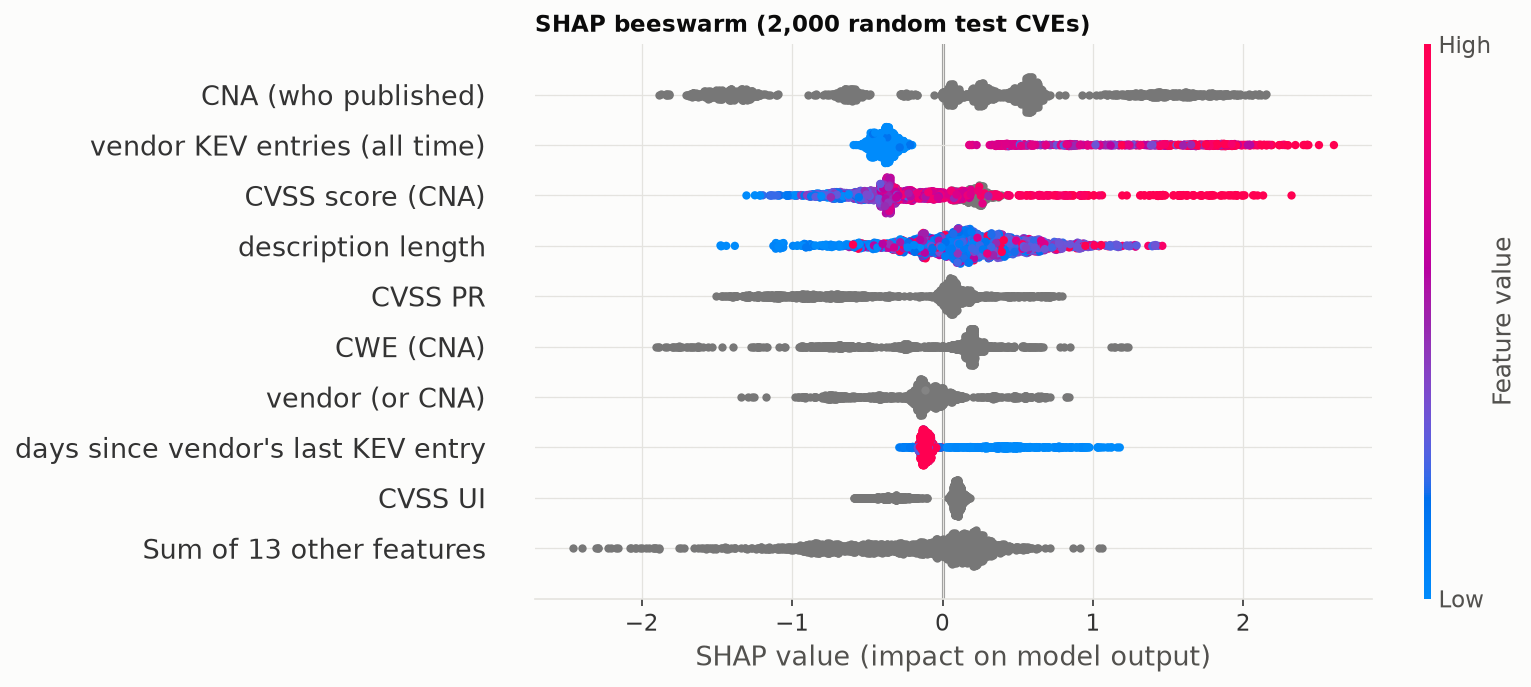 SHAP beeswarm (2,000 random test CVEs)
High
CNA (who published)
vendor KEV entries (all time)
CVSS score (CNA)
description length
CVSS PR
CWE (CNA)
vendor (or CNA)
days since vendor's last KEV entry
CVSS UI
Sum of 13 other features
Feature value
Low
−2 −1 0 1 2
SHAP value (impact on model output)